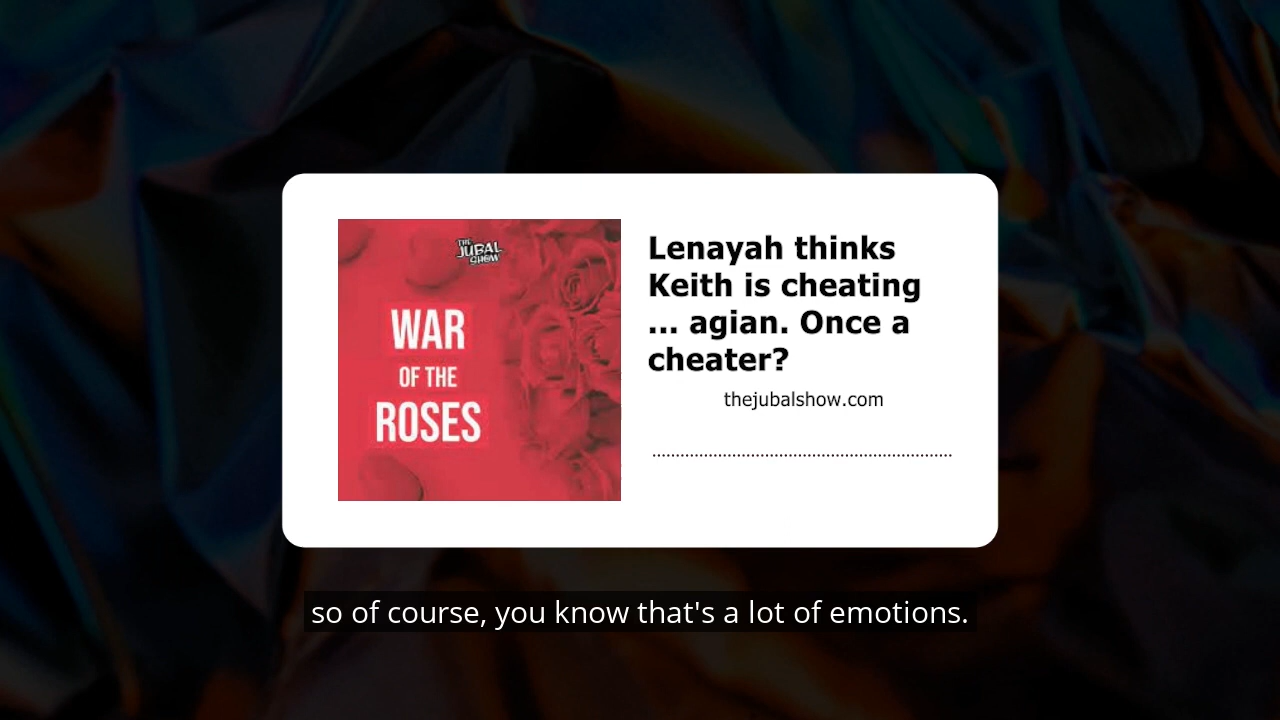 THE
JUBAL
SHOW
WAR
OF THE
ROSES
Lenayah thinks
Keith is cheating
... agian. Once a
cheater?
thejubalshow.com
so of course, you know that's a lot of emotions.